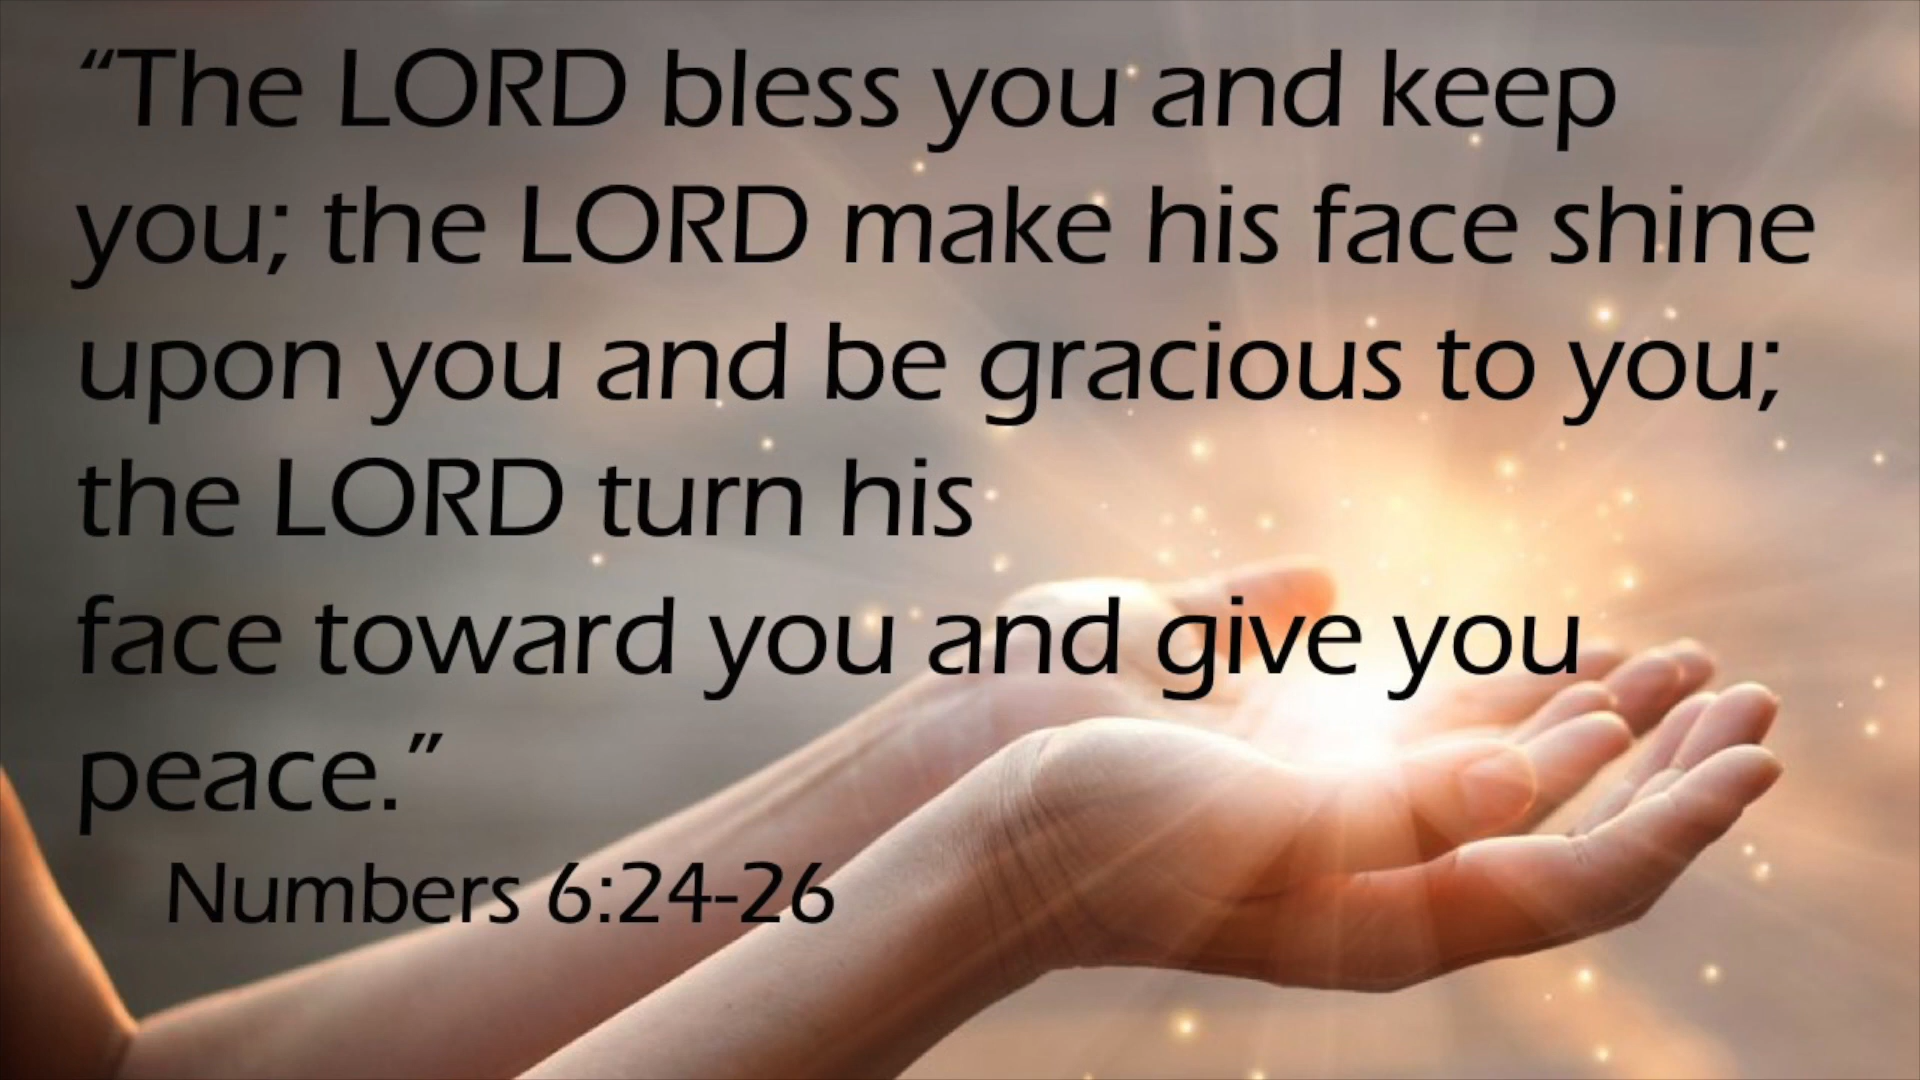 “The LORD bless you and keep
you; the LORD make his face shine
upon you and be gracious to you;
the LORD turn his
face toward you and give you
peace.”
Numbers 6:24-26